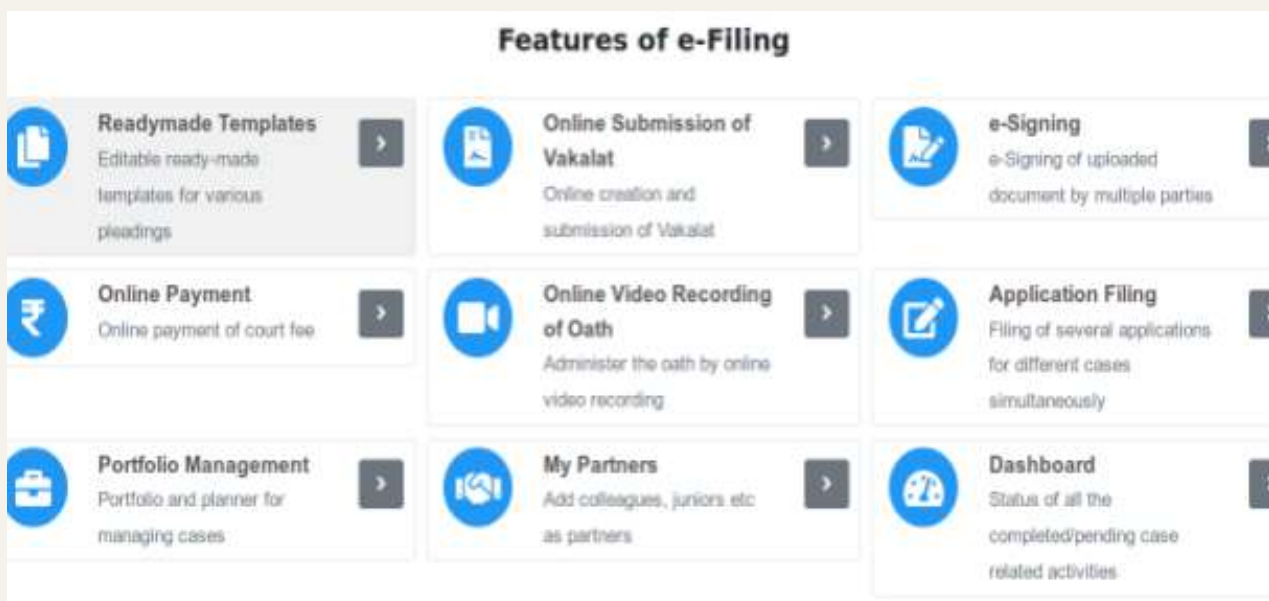 Features of e-Filing
Readymade Templates
Editable ready-made
templates for various
pleadings
Online Submission of
Vakalat
Online creation and
submission of Vakalat
e-Signing
e-Signing of uploaded
document by multiple parties
Online Payment
Online payment of court fee
Online Video Recording
of Oath
Administer the oath by online
video recording
Application Filing
Filing of several applications
for different cases
simultaneously
Portfolio Management
Portfolio and planner for
managing cases
My Partners
Add colleagues, juniors etc
as partners
Dashboard
Status of all the
completed/pending case
related activities